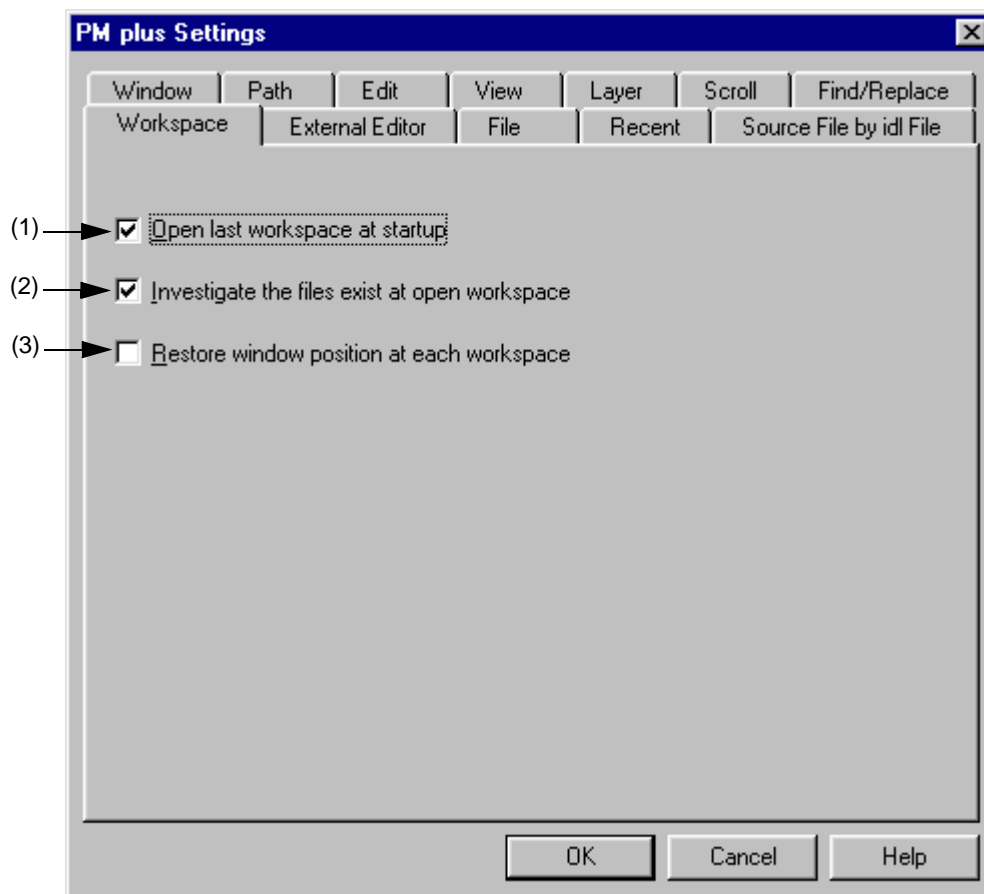 PM plus Settings
Window Path Edit View Layer Scroll Find/Replace
Workspace External Editor File Recent Source File by idl File
(1) Open last workspace at startup
(2) Investigate the files exist at open workspace
(3) Restore window position at each workspace
OK Cancel Help